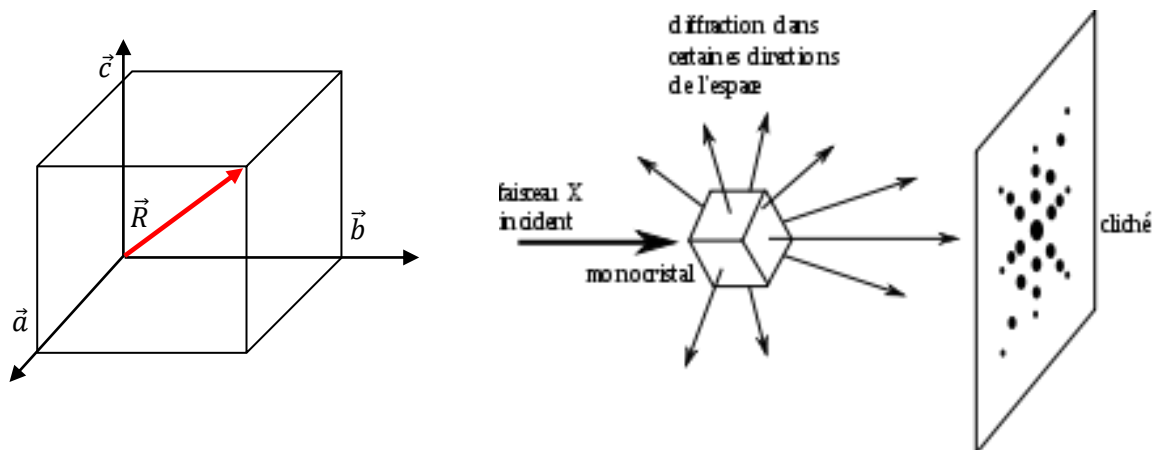 c⃗
R⃗
b⃗
a⃗
diffraction dans
certaines directions
de l'espace
faisceau X
incident
monocristal
cliché